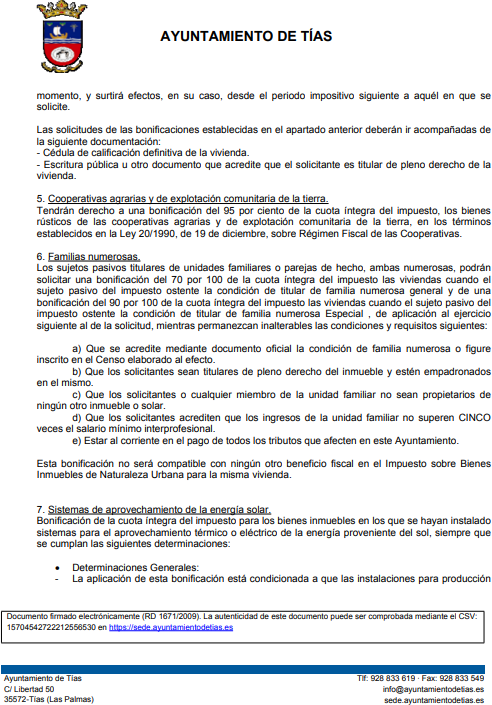 AYUNTAMIENTO DE TÍAS
momento, y surtirá efectos, en su caso, desde el periodo impositivo siguiente a aquél en que se
solicite.
Las solicitudes de las bonificaciones establecidas en el apartado anterior deberán ir acompañadas de
la siguiente documentación:
- Cédula de calificación definitiva de la vivienda.
- Escritura pública u otro documento que acredite que el solicitante es titular de pleno derecho de la
vivienda.
5. Cooperativas agrarias y de explotación comunitaria de la tierra.
Tendrán derecho a una bonificación del 95 por ciento de la cuota íntegra del impuesto, los bienes
rústicos de las cooperativas agrarias y de explotación comunitaria de la tierra, en los términos
establecidos en la Ley 20/1990, de 19 de diciembre, sobre Régimen Fiscal de las Cooperativas.
6. Familias numerosas.
Los sujetos pasivos titulares de unidades familiares o parejas de hecho, ambas numerosas, podrán
solicitar una bonificación del 70 por 100 de la cuota íntegra del impuesto las viviendas cuando el
sujeto pasivo del impuesto ostente la condición de titular de familia numerosa general y de una
bonificación del 90 por 100 de la cuota íntegra del impuesto las viviendas cuando el sujeto pasivo del
impuesto ostente la condición de titular de familia numerosa Especial , de aplicación al ejercicio
siguiente al de la solicitud, mientras permanezcan inalterables las condiciones y requisitos siguientes:
a) Que se acredite mediante documento oficial la condición de familia numerosa o figure
inscrito en el Censo elaborado al efecto.
b) Que los solicitantes sean titulares de pleno derecho del inmueble y estén empadronados
en el mismo.
c) Que los solicitantes o cualquier miembro de la unidad familiar no sean propietarios de
ningún otro inmueble o solar.
d) Que los solicitantes acrediten que los ingresos de la unidad familiar no superen CINCO
veces el salario mínimo interprofesional.
e) Estar al corriente en el pago de todos los tributos que afecten en este Ayuntamiento.
Esta bonificación no será compatible con ningún otro beneficio fiscal en el Impuesto sobre Bienes
Inmuebles de Naturaleza Urbana para la misma vivienda.
7. Sistemas de aprovechamiento de la energía solar.
Bonificación de la cuota íntegra del impuesto para los bienes inmuebles en los que se hayan instalado
sistemas para el aprovechamiento térmico o eléctrico de la energía proveniente del sol, siempre que
se cumplan las siguientes determinaciones:
• Determinaciones Generales:
- La aplicación de esta bonificación está condicionada a que las instalaciones para producción
Documento firmado electrónicamente (RD 1671/2009). La autenticidad de este documento puede ser comprobada mediante el CSV:
15704542722212556530 en https://sede.ayuntamientodetias.es
Ayuntamiento de Tías
C/ Libertad 50
35572-Tías (Las Palmas)
Tlf: 928 833 619 · Fax: 928 833 549
info@ayuntamientodetias.es
sede.ayuntamientodetias.es